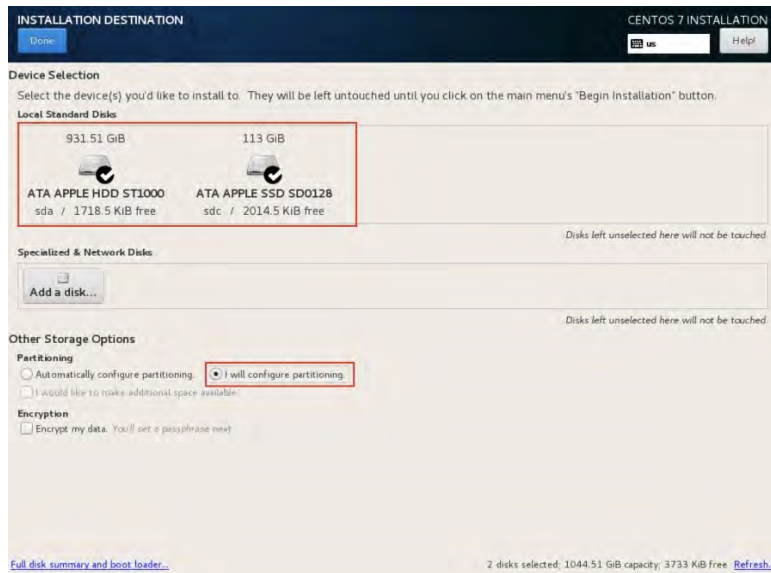 INSTALLATION DESTINATION
CENTOS 7 INSTALLATION
Done
us
Help!
Device Selection
Select the device(s) you'd like to install to. They will be left untouched until you click on the main menu's "Begin Installation" button.
Local Standard Disks
931.51 GiB
113 GiB
ATA APPLE HDD ST1000
ATA APPLE SSD SD0128
sda / 1718.5 KiB free
sdc / 2014.5 KiB free
Disks left unselected here will not be touched.
Specialized & Network Disks
Add a disk...
Disks left unselected here will not be touched.
Other Storage Options
Partitioning
Automatically configure partitioning.
I will configure partitioning.
I would like to make additional space available.
Encryption
Encrypt my data. You'll set a passphrase next.
Full disk summary and boot loader...
2 disks selected; 1044.51 GiB capacity; 3733 KiB free Refresh...